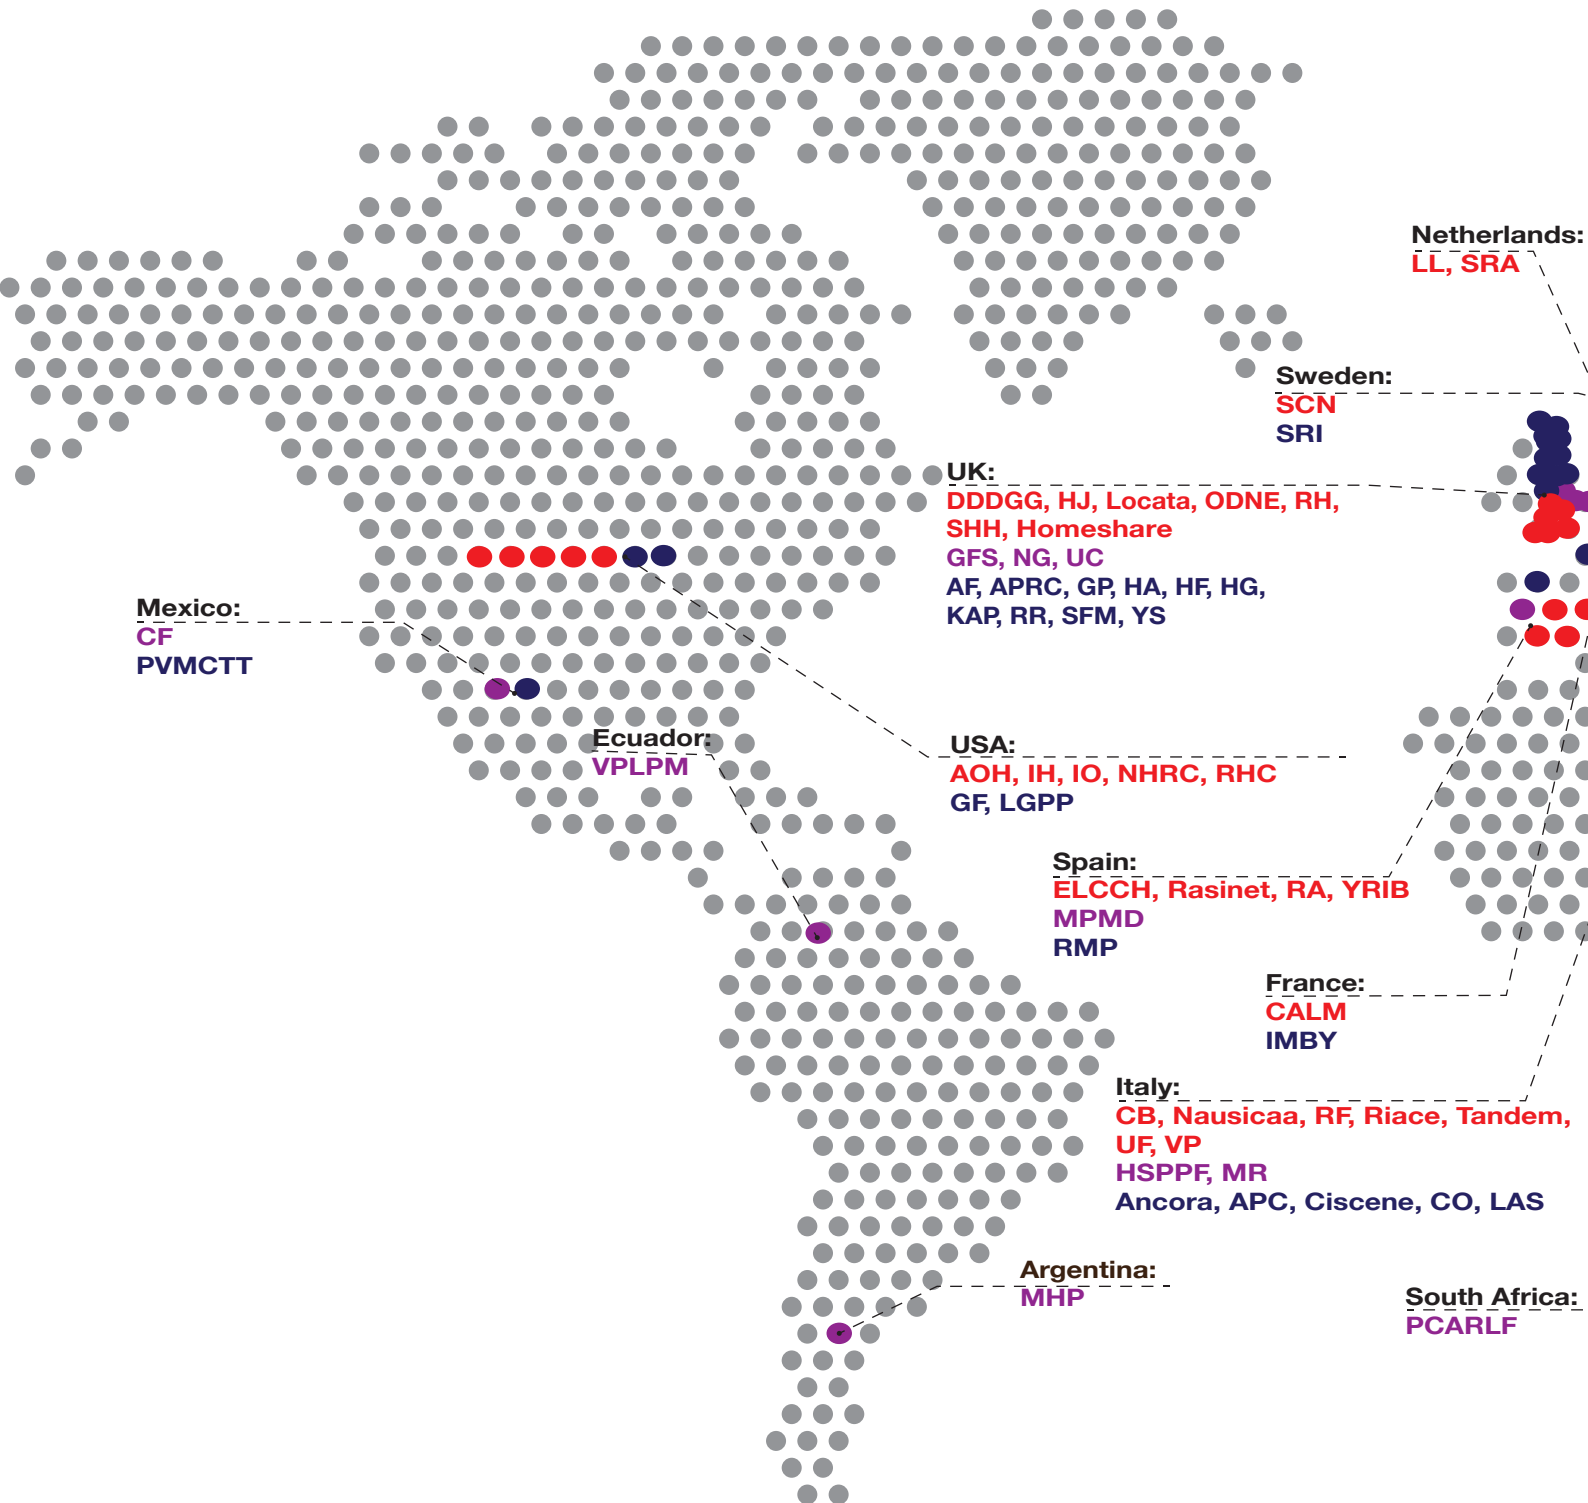 Netherlands:
LL, SRA
Sweden:
SCN
SRI
UK:
DDDGG, HJ, Locata, ODNE, RH,
SHH, Homeshare
GFS, NG, UC
AF, APRC, GP, HA, HF, HG,
KAP, RR, SFM, YS
Mexico:
CF
PVMCTT
Ecuador:
VPLPM
USA:
AOH, IH, IO, NHRC, RHC
GF, LGPP
Spain:
ELCCH, Rasinet, RA, YRIB
MPMD
RMP
France:
CALM
IMBY
Italy:
CB, Nausicaa, RF, Riace, Tandem,
UF, VP
HSPPF, MR
Ancora, APC, Ciscene, CO, LAS
Argentina:
MHP
South Africa:
PCARLF